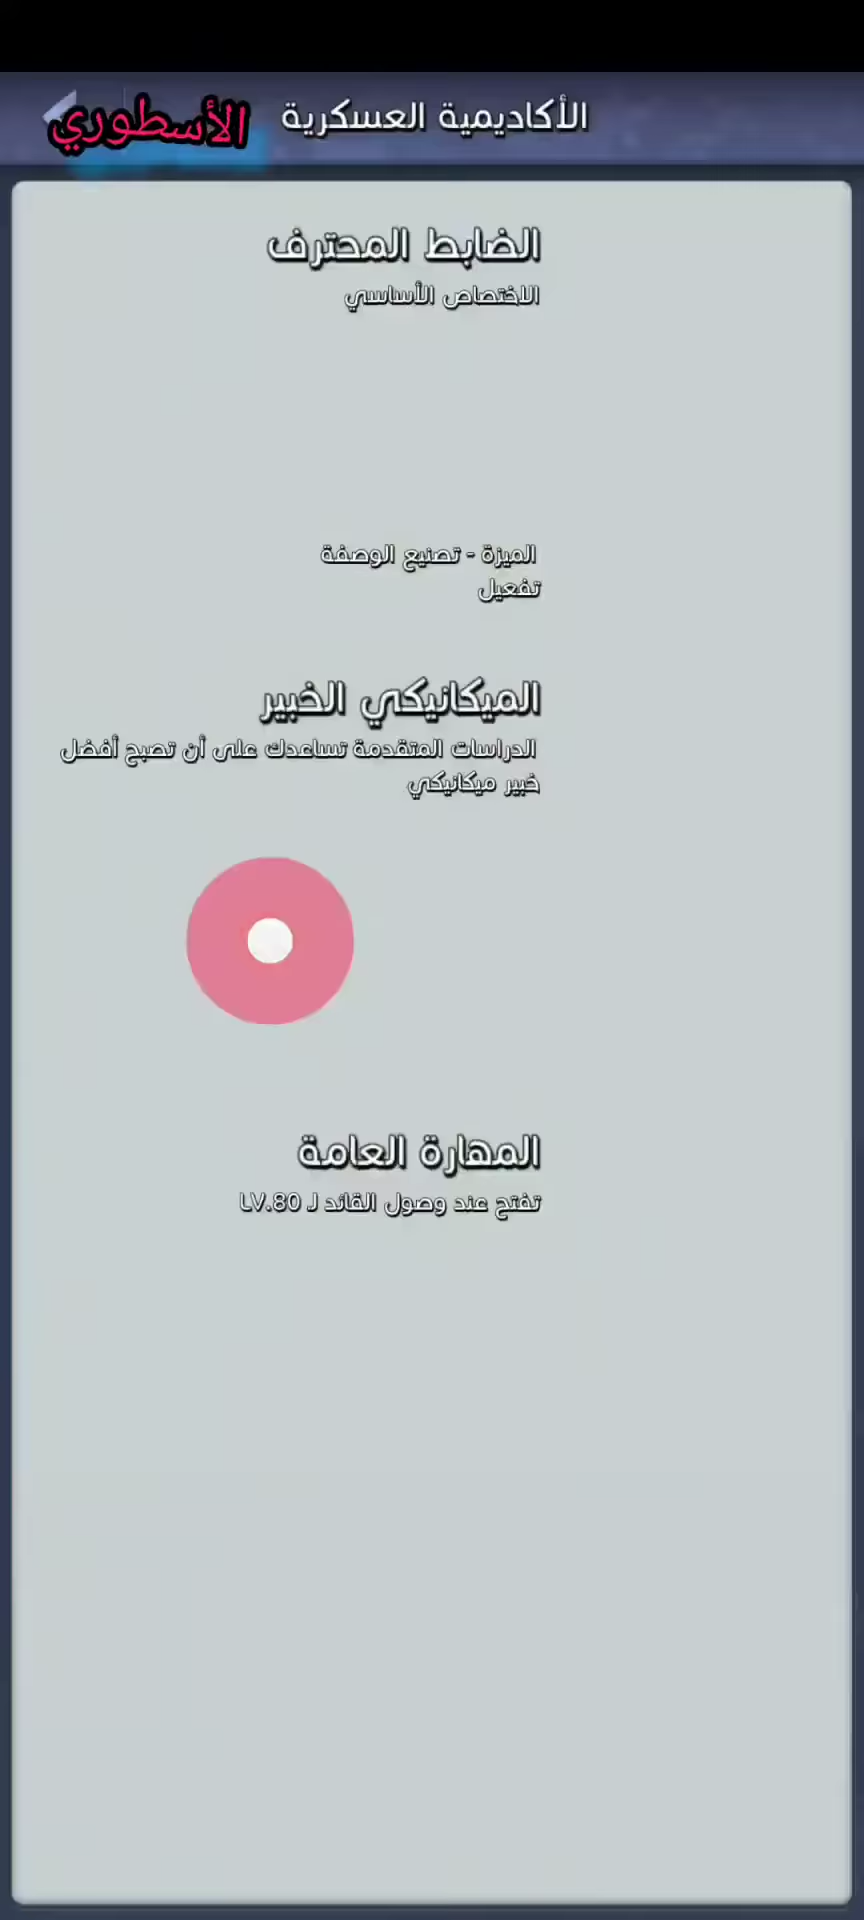 الأكاديمية العسكرية
الأسطوري
الضابط المحترف
الاختصاص الأساسي
الميزة - تصنيع الوصفة
تفعيل
الميكانيكي الخبير
الدراسات المتقدمة تساعدك على أن تصبح أفضل
خبير ميكانيكي
المهارة العامة
تفتح عند وصول القائد لـ LV.80